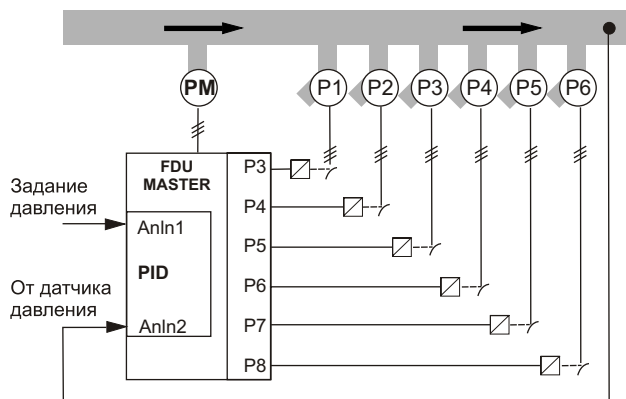 PM
P1
P2
P3
P4
P5
P6
FDU
MASTER
P3
P4
P5
P6
P7
P8
Задание
давления
AnIn1
PID
От датчика
давления
AnIn2